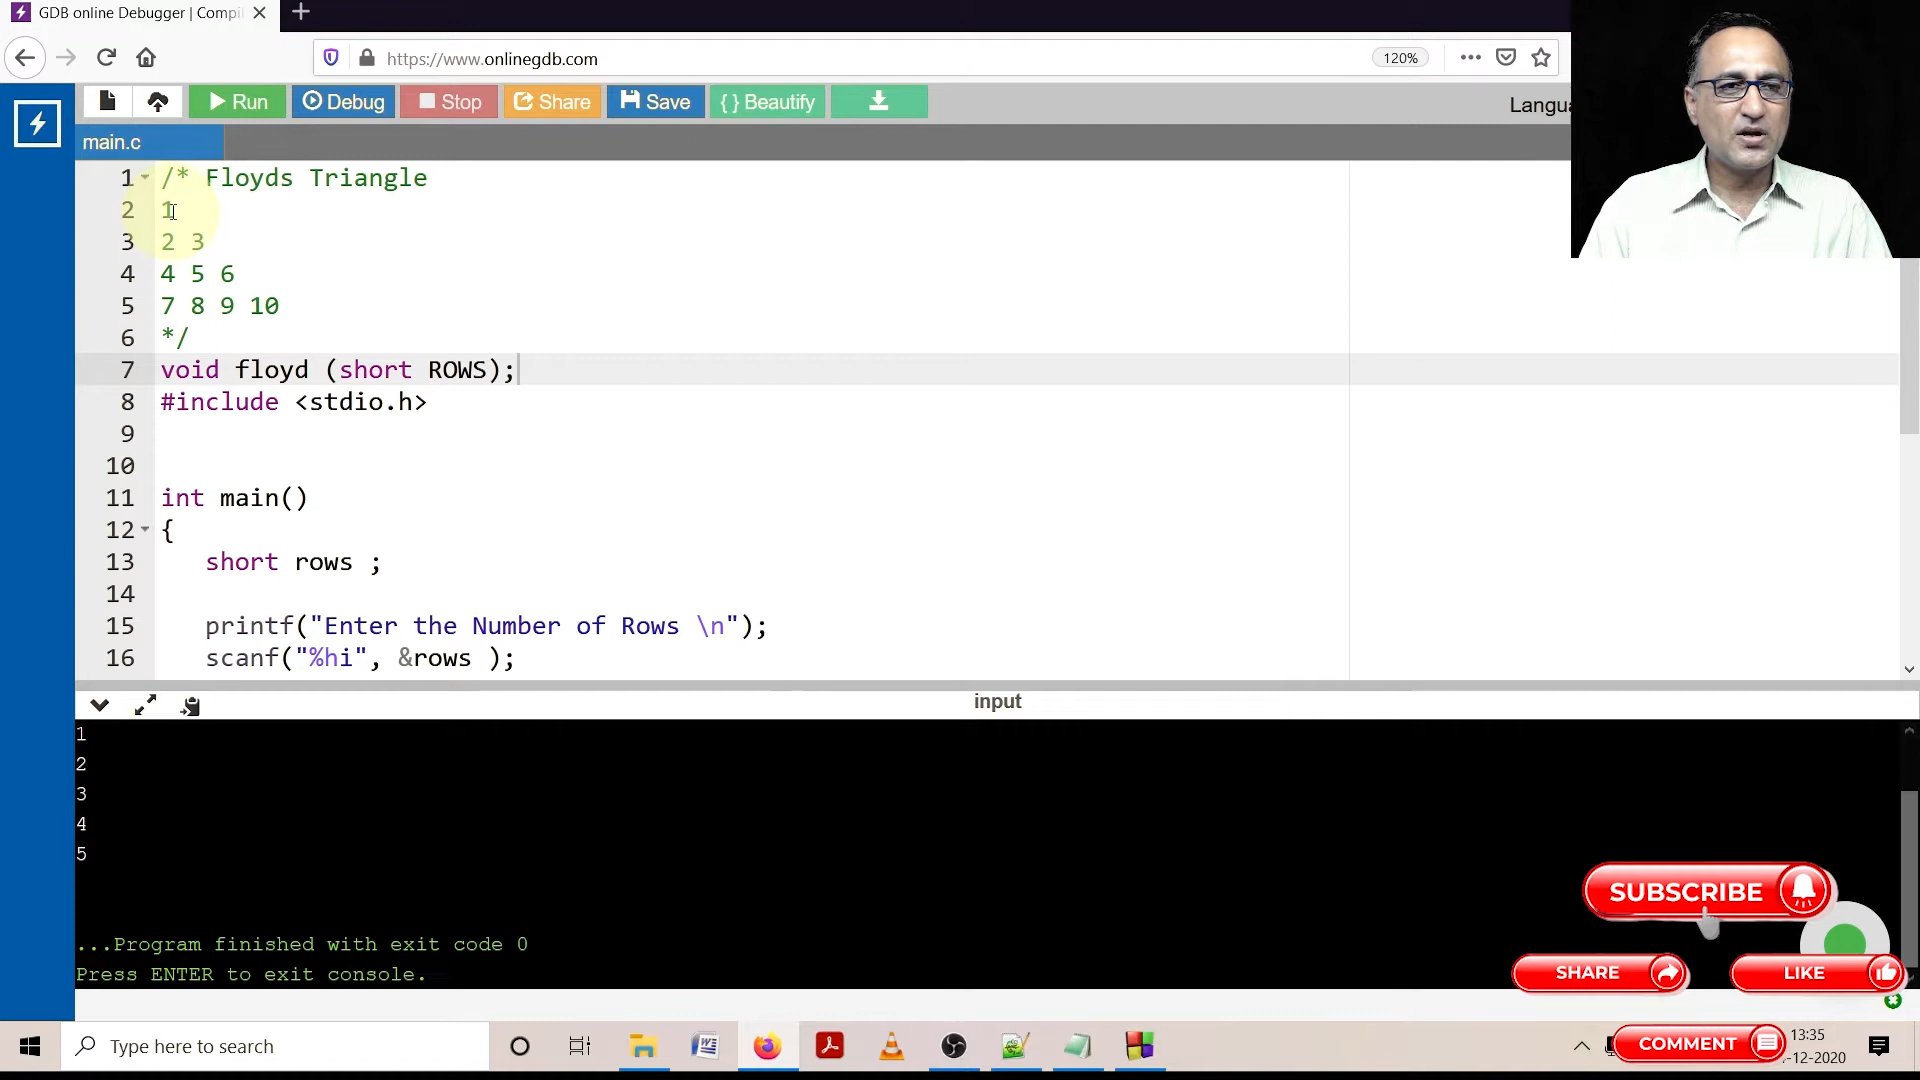 GDB online Debugger | Compil
https://www.onlinegdb.com
120%
Run
Debug
Stop
Share
Save
{ } Beautify
Langua
main.c
1 /* Floyds Triangle
2 1
3 2 3
4 4 5 6
5 7 8 9 10
6 */
7 void floyd (short ROWS);
8 #include <stdio.h>
9
10
11 int main()
12 {
13 short rows ;
14
15 printf("Enter the Number of Rows \n");
16 scanf("%hi", &rows );
input
1
2
3
4
5
...Program finished with exit code 0
Press ENTER to exit console.
SUBSCRIBE
SHARE
LIKE
Type here to search
COMMENT
13:35
-12-2020